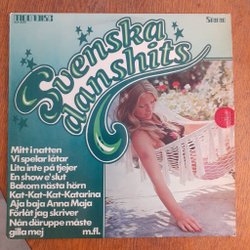 Stereo
Svenska
danshits
Mitt i natten
Vi spelar låtar
Lita inte på tjejer
En show e'slut
Bakom nästa hörn
Kat-Kat-Kat-Katarina
Aja baja Anna Maja
Förlåt jag skriver
Nån däruppe måste
gilla mej m.fl.